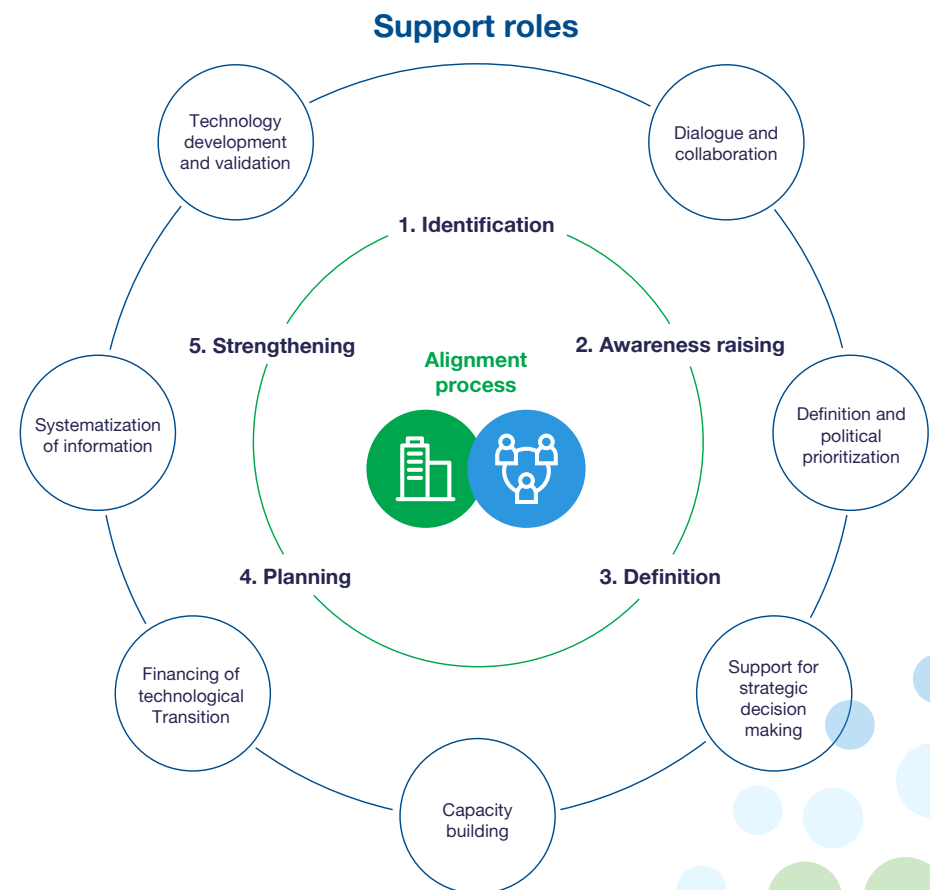 Support roles
Technology
development
and validation
Dialogue and
collaboration
1. Identification
5. Strengthening
2. Awareness raising
Alignment
process
Systematization
of information
Definition and
political
prioritization
4. Planning
3. Definition
Financing of
technological
Transition
Support for
strategic
decision
making
Capacity
building